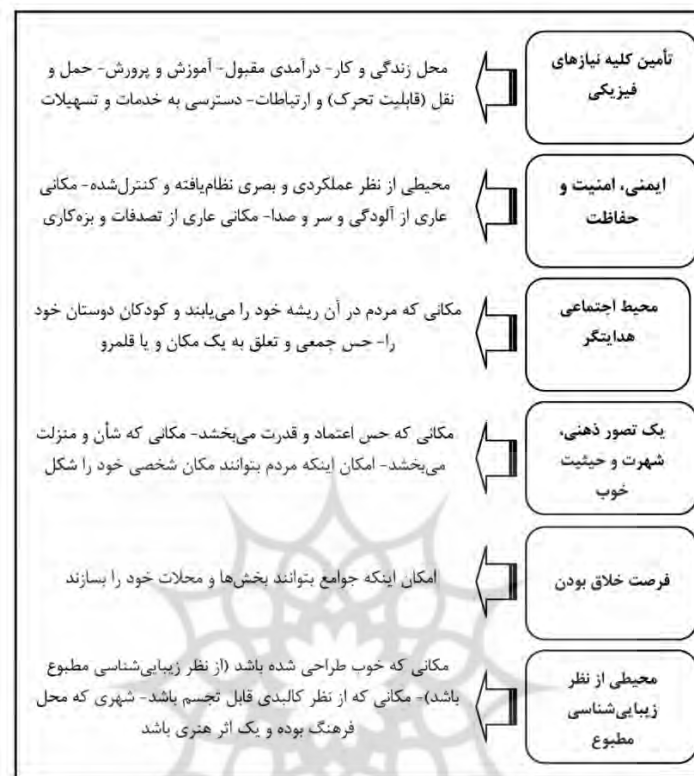 تأمین کلیه نیازهای
فیزیکی
محل زندگی و کار- درآمدی مقبول- آموزش و پرورش- حمل و
نقل (قابلیت تحرک) و ارتباطات- دسترسی به خدمات و تسهیلات
ایمنی، امنیت و
حفاظت
محیطی از نظر عملکردی و بصری نظام‌یافته و کنترل‌شده- مکانی
عاری از آلودگی و سر و صدا- مکانی عاری از تصدفات و بزه‌کاری
محیط اجتماعی
هدایتگر
مکانی که مردم در آن ریشه خود را می‌یابند و کودکان دوستان خود
را- حس جمعی و تعلق به یک مکان و یا قلمرو
یک تصور ذهنی،
شهرت و حیثیت
خوب
مکانی که حس اعتماد و قدرت می‌بخشد- مکانی که شأن و منزلت
می‌بخشد- امکان اینکه مردم بتوانند مکان شخصی خود را شکل
فرصت خلاق بودن
امکان اینکه جوامع بتوانند بخش‌ها و محلات خود را بسازند
محیطی از نظر
زیبایی‌شناسی
مطبوع
مکانی که خوب طراحی شده باشد (از نظر زیبایی‌شناسی مطبوع
باشد)- مکانی که از نظر کالبدی قابل تجسم باشد- شهری که محل
فرهنگ بوده و یک اثر هنری باشد